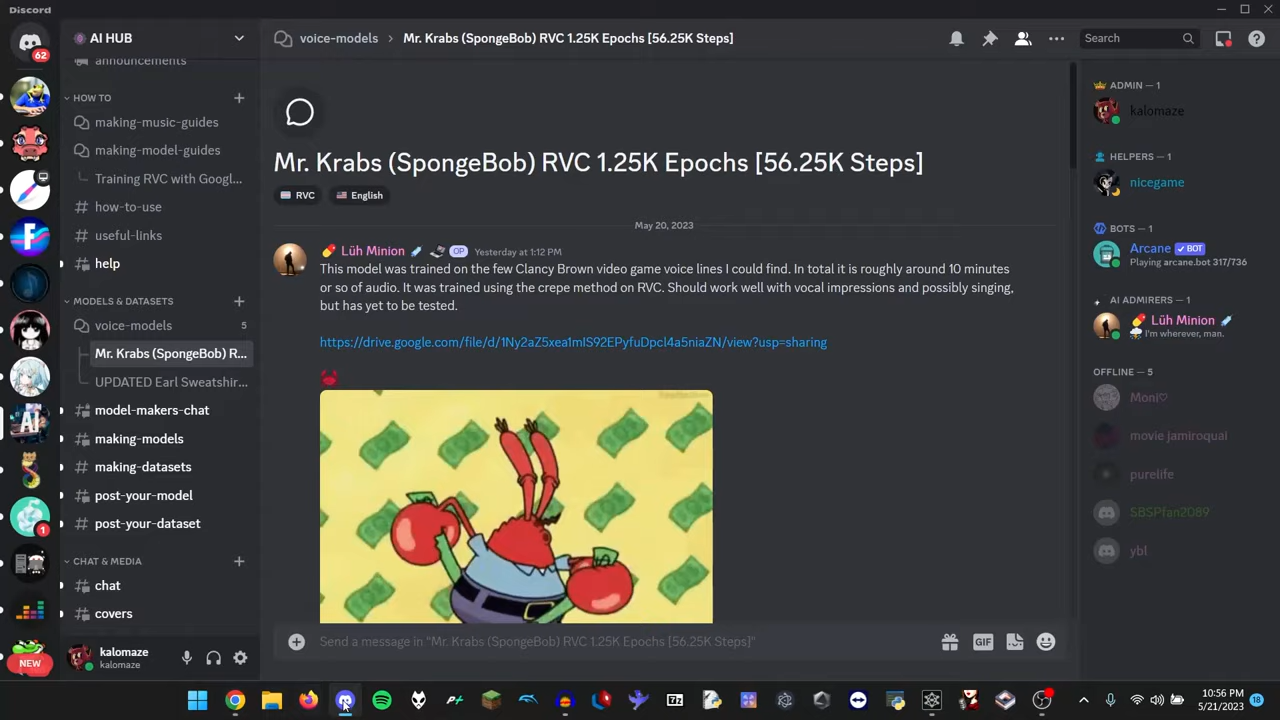 Discord
62
AI HUB
voice-models
Mr. Krabs (SpongeBob) RVC 1.25K Epochs [56.25K Steps]
Search
announcements
HOW TO
making-music-guides
making-model-guides
Training RVC with Googl...
how-to-use
useful-links
help
MODELS & DATASETS
voice-models
5
Mr. Krabs (SpongeBob) R...
UPDATED Earl Sweatshir...
model-makers-chat
making-models
making-datasets
post-your-model
post-your-dataset
CHAT & MEDIA
chat
covers
AI
1
NEW
kalomaze
kalomaze
Mr. Krabs (SpongeBob) RVC 1.25K Epochs [56.25K Steps]
RVC
English
May 20, 2023
Lüh Minion
OP
Yesterday at 1:12 PM
This model was trained on the few Clancy Brown video game voice lines I could find. In total it is roughly around 10 minutes
or so of audio. It was trained using the crepe method on RVC. Should work well with vocal impressions and possibly singing,
but has yet to be tested.
https://drive.google.com/file/d/1Ny2aZ5xea1mIS92EPyfuDpcl4a5niaZN/view?usp=sharing
Send a message in "Mr. Krabs (SpongeBob) RVC 1.25K Epochs [56.25K Steps]"
GIF
ADMIN — 1
kalomaze
HELPERS — 1
nicegame
BOTS — 1
Arcane
BOT
Playing arcane.bot 317/736
AI ADMIRERS — 1
Lüh Minion
I'm wherever, man.
OFFLINE — 5
Moni♡
movie jamiroquai
purelife
SBSPfan2089
ybl
7z
10:56 PM
5/21/2023
18